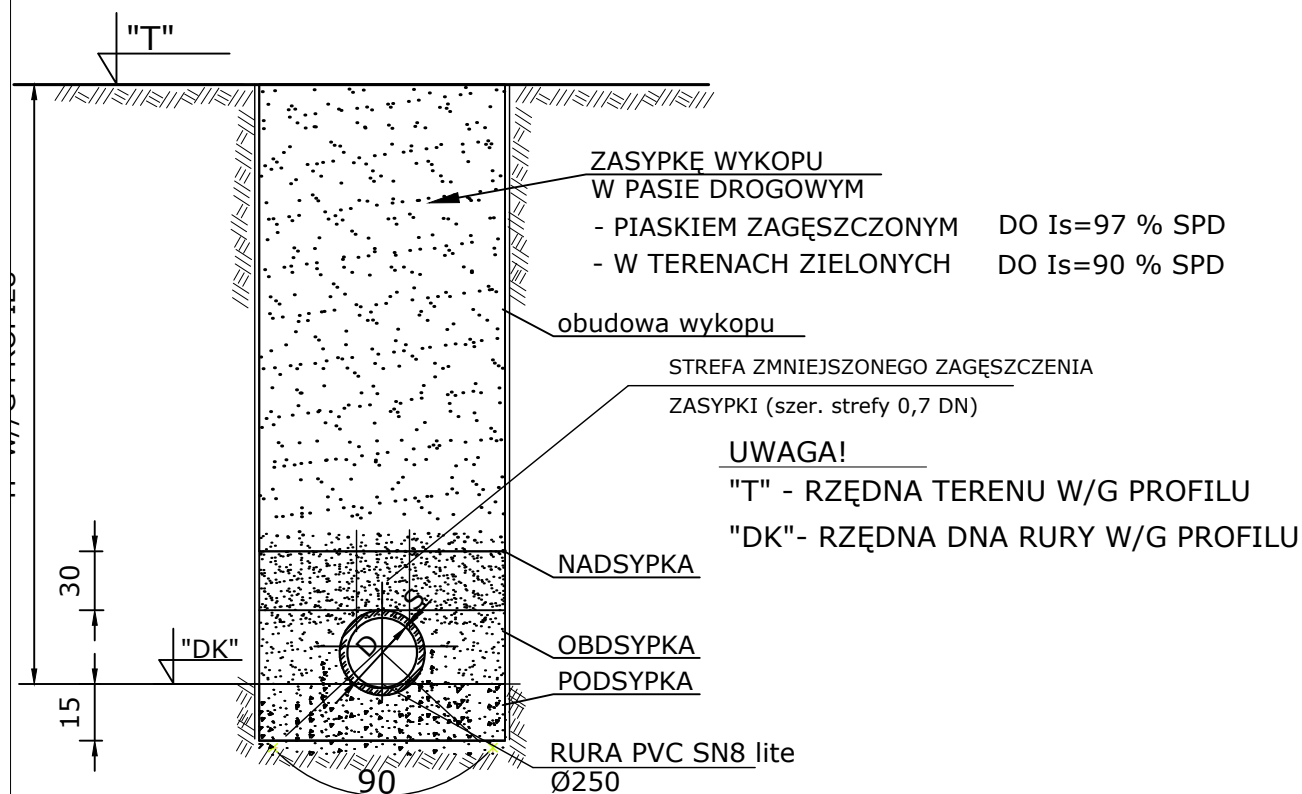 "T"
ZASYPKĘ WYKOPU
W PASIE DROGOWYM
- PIASKIEM ZAGĘSZCZONYM DO Is=97 % SPD
- W TERENACH ZIELONYCH DO Is=90 % SPD
obudowa wykopu
STREFA ZMNIEJSZONEGO ZAGĘSZCZENIA
ZASYPKI (szer. strefy 0,7 DN)
UWAGA!
"T" - RZĘDNA TERENU W/G PROFILU
"DK"- RZĘDNA DNA RURY W/G PROFILU
30
NADSYPKA
S
D
"DK"
OBDSYPKA
PODSYPKA
15
RURA PVC SN8 lite
Ø250
90